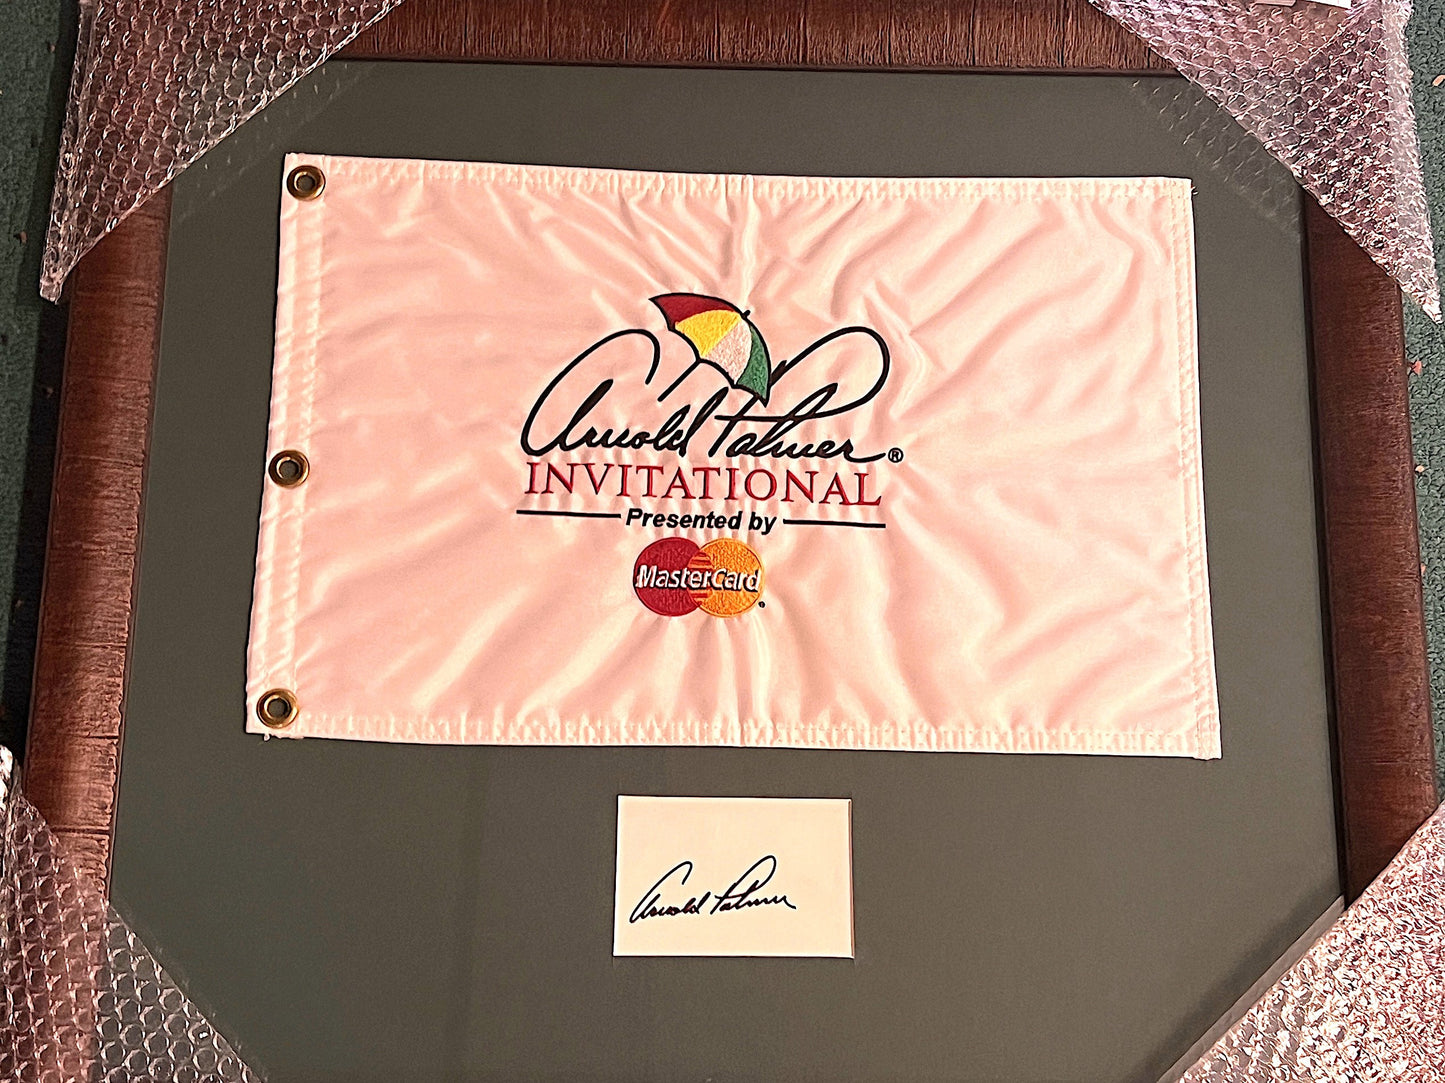 Arnold Palmer®
INVITATIONAL
Presented by
MasterCard
Arnold Palmer